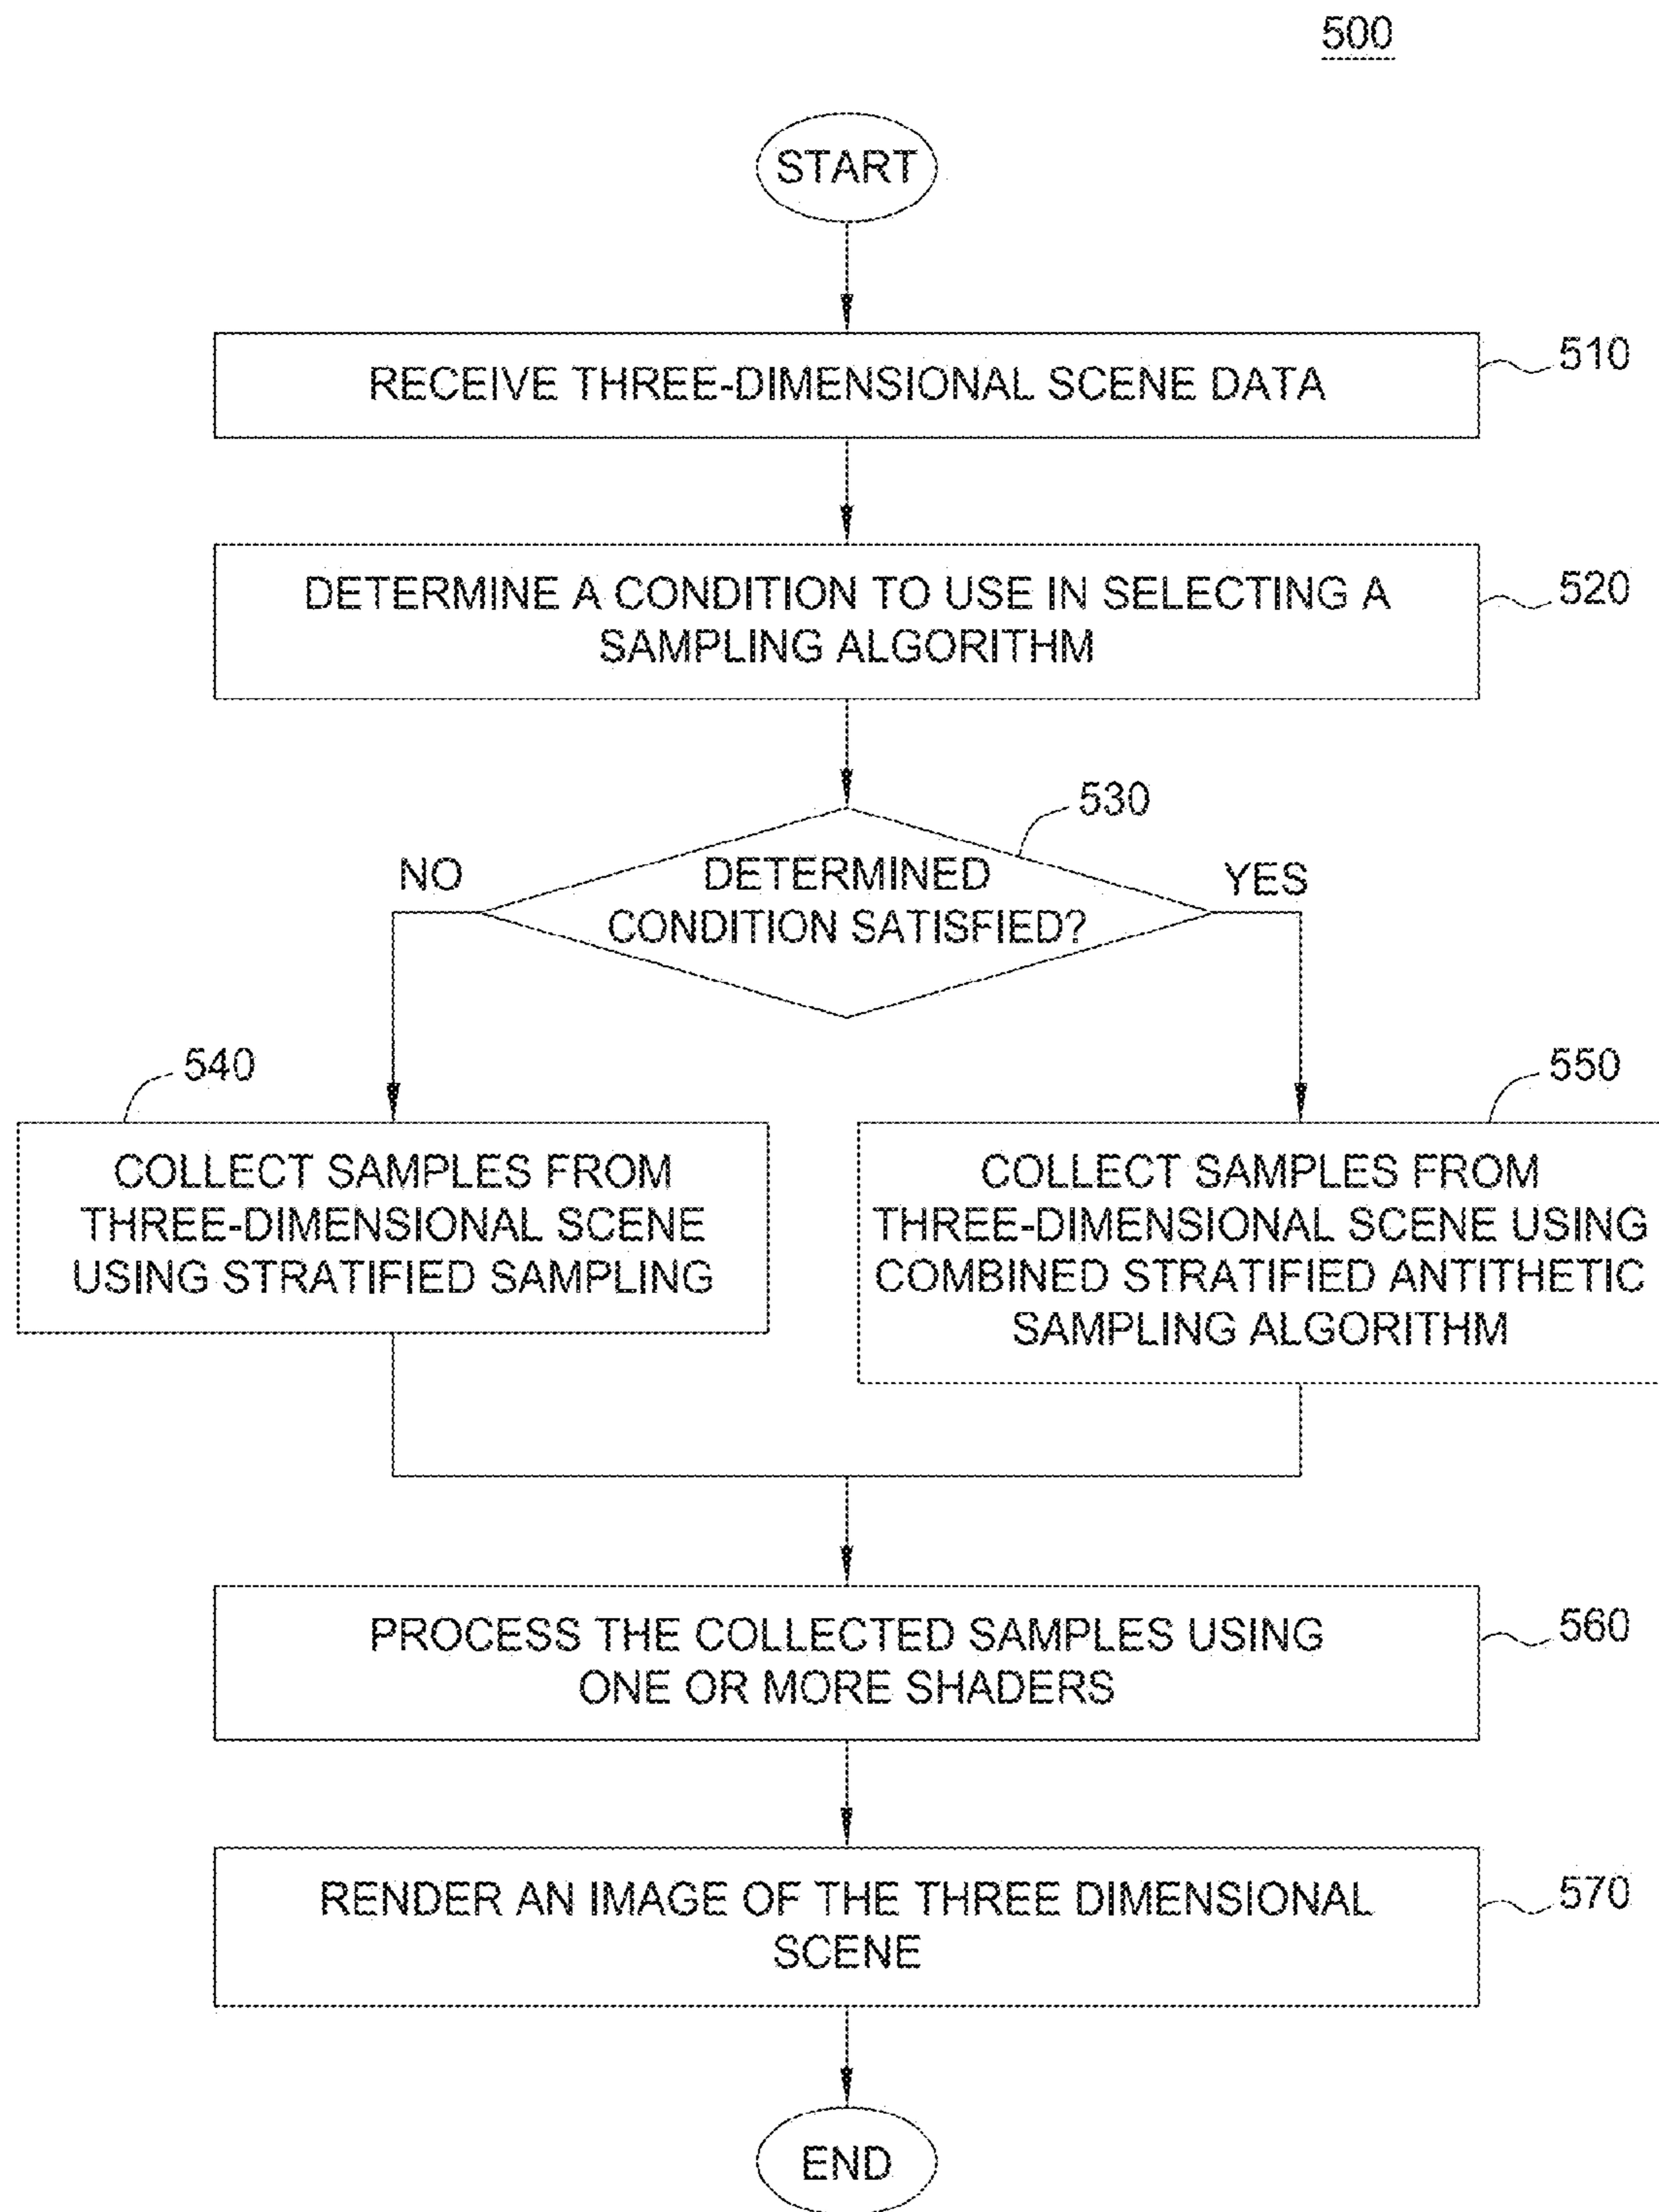 500
START
RECEIVE THREE-DIMENSIONAL SCENE DATA
510
DETERMINE A CONDITION TO USE IN SELECTING A
SAMPLING ALGORITHM
520
530
DETERMINED
CONDITION SATISFIED?
NO
YES
540
COLLECT SAMPLES FROM
THREE-DIMENSIONAL SCENE
USING STRATIFIED SAMPLING
550
COLLECT SAMPLES FROM
THREE-DIMENSIONAL SCENE USING
COMBINED STRATIFIED ANTITHETIC
SAMPLING ALGORITHM
PROCESS THE COLLECTED SAMPLES USING
ONE OR MORE SHADERS
560
RENDER AN IMAGE OF THE THREE DIMENSIONAL
SCENE
570
END